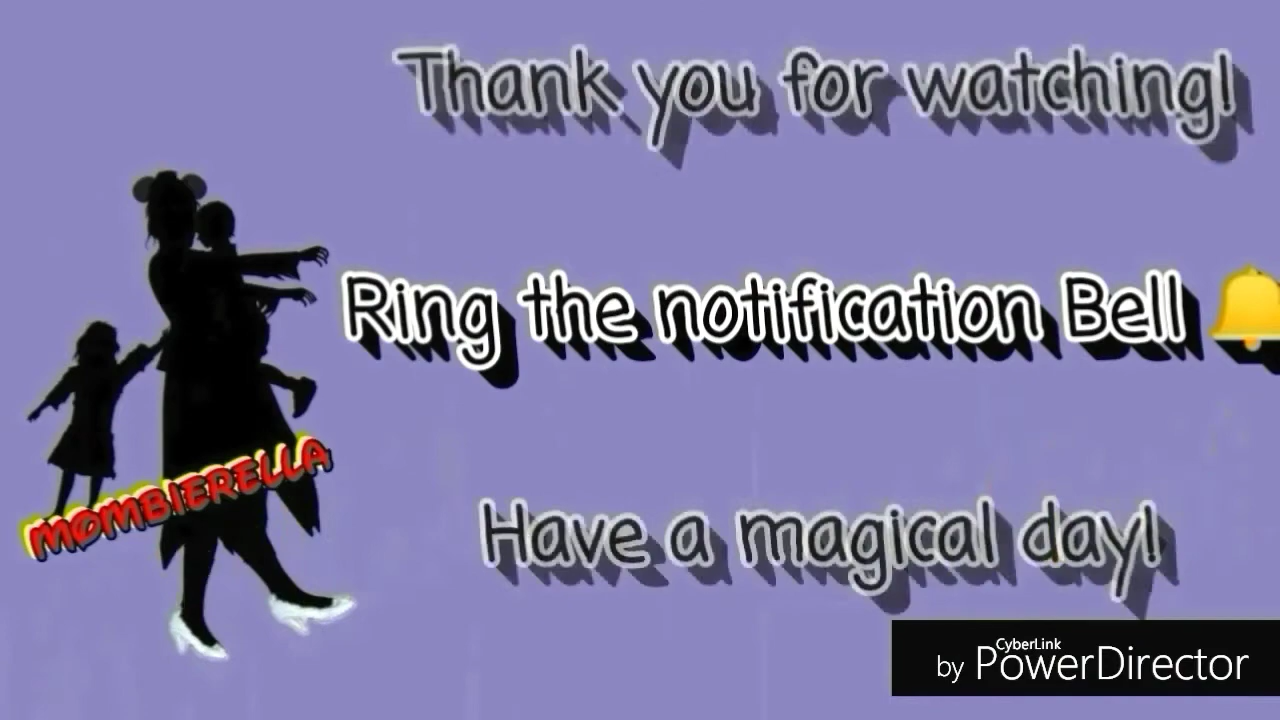 Thank you for watching!
Ring the notification Bell
MOMBIERELLA
Have a magical day!
CyberLink
by PowerDirector